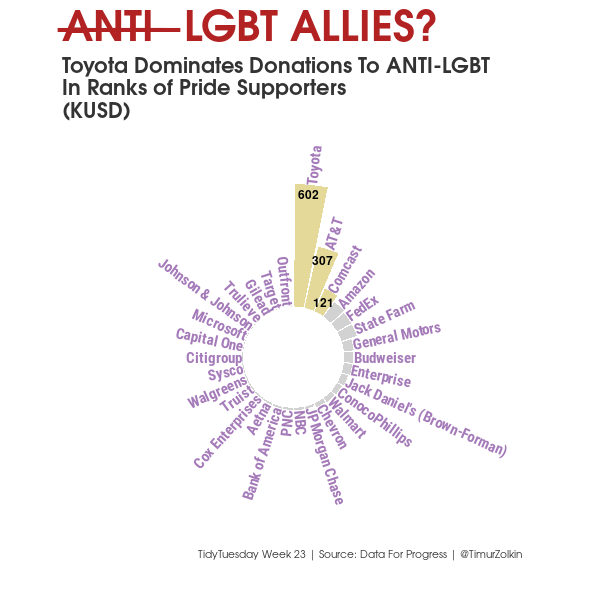 ANTI LGBT ALLIES?
Toyota Dominates Donations To ANTI-LGBT
In Ranks of Pride Supporters
(KUSD)
Toyota
602
AT&T
307
Comcast
121
Amazon
FedEx
State Farm
General Motors
Budweiser
Enterprise
Jack Daniel's (Brown-Forman)
ConocoPhillips
Walmart
Chevron
JP Morgan Chase
NBC
PNC
Bank of America
Aetna
Cox Enterprises
Truist
Walgreens
Sysco
Citigroup
Capital One
Microsoft
Johnson & Johnson
Trulieve
Gilead
Target
Outfront
TidyTuesday Week 23 | Source: Data For Progress | @TimurZolkin